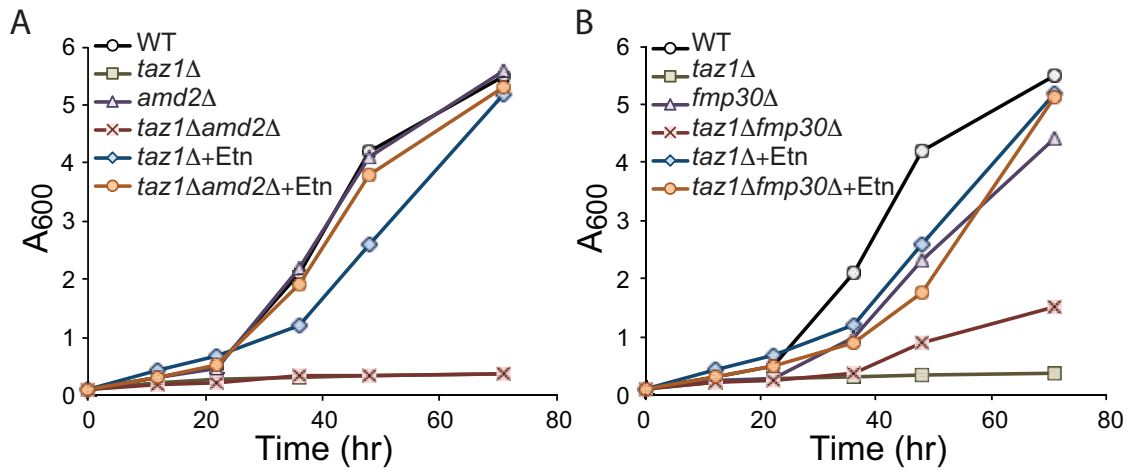 A
6
5
4
3
2
1
0
A600
0
20
40
60
80
Time (hr)
WT
taz1Δ
amd2Δ
taz1Δamd2Δ
taz1Δ+Etn
taz1Δamd2Δ+Etn
B
6
5
4
3
2
1
0
A600
0
20
40
60
80
Time (hr)
WT
taz1Δ
fmp30Δ
taz1Δfmp30Δ
taz1Δ+Etn
taz1Δfmp30Δ+Etn